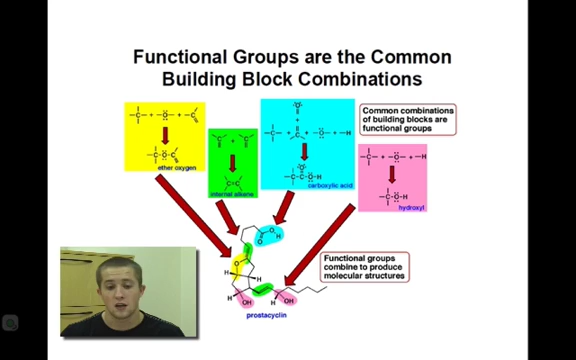 Functional Groups are the Common
Building Block Combinations
Common combinations
of building blocks are
functional groups
ether oxygen
internal alkene
carboxylic acid
hydroxyl
Functional groups
combine to produce
molecular structures
O
O
H
O
H
H
H
OH
H
OH
prostacyclin